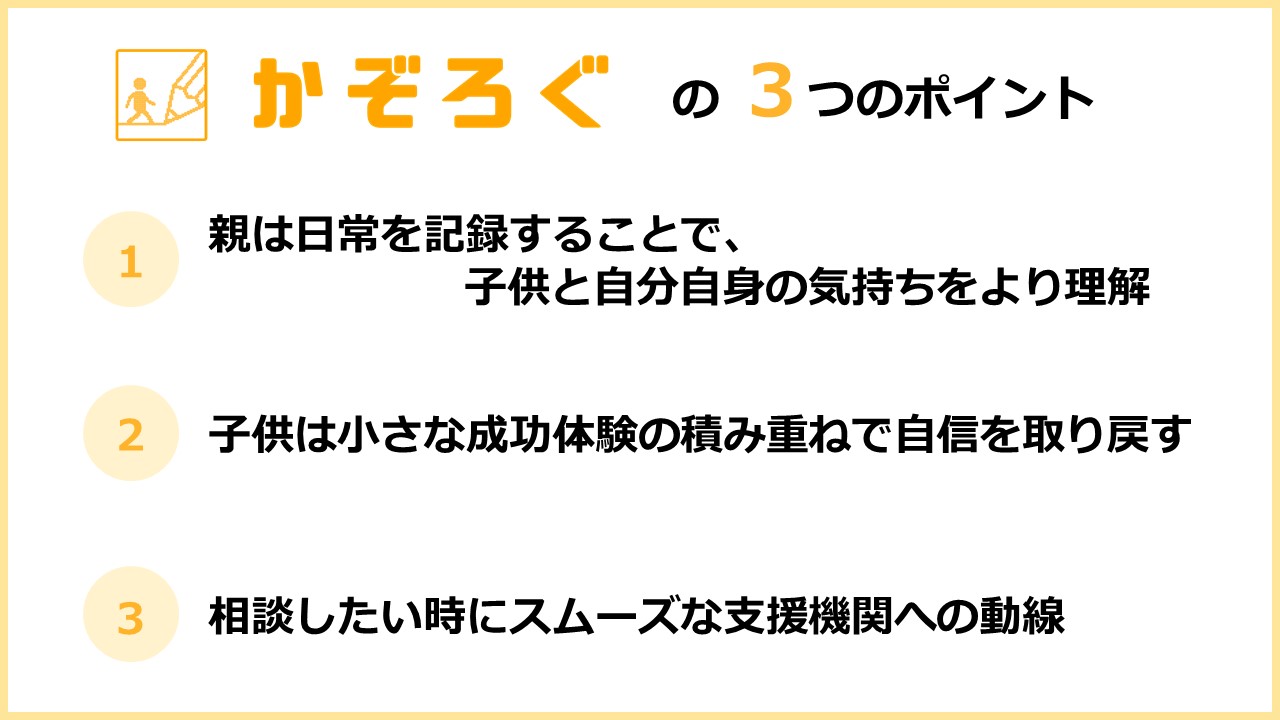 かぞろぐ の 3 つのポイント
1 親は日常を記録することで、
子供と自分自身の気持ちをより理解
2 子供は小さな成功体験の積み重ねで自信を取り戻す
3 相談したい時にスムーズな支援機関への動線